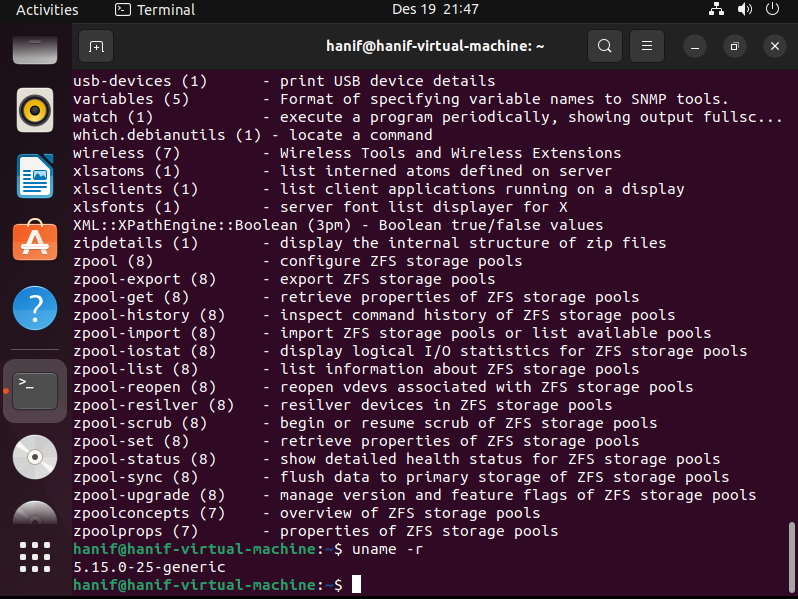 Activities Terminal Des 19 21:47
hanif@hanif-virtual-machine: ~
usb-devices (1)      - print USB device details
variables (5)        - Format of specifying variable names to SNMP tools.
watch (1)            - execute a program periodically, showing output fullsc...
which.debianutils (1) - locate a command
wireless (7)         - Wireless Tools and Wireless Extensions
xlsatoms (1)         - list interned atoms defined on server
xlsclients (1)       - list client applications running on a display
xlsfonts (1)         - server font list displayer for X
XML::XPathEngine::Boolean (3pm) - Boolean true/false values
zipdetails (1)       - display the internal structure of zip files
zpool (8)            - configure ZFS storage pools
zpool-export (8)     - export ZFS storage pools
zpool-get (8)        - retrieve properties of ZFS storage pools
zpool-history (8)    - inspect command history of ZFS storage pools
zpool-import (8)     - import ZFS storage pools or list available pools
zpool-iostat (8)     - display logical I/O statistics for ZFS storage pools
zpool-list (8)       - list information about ZFS storage pools
zpool-reopen (8)     - reopen vdevs associated with ZFS storage pools
zpool-resilver (8)   - resilver devices in ZFS storage pools
zpool-scrub (8)      - begin or resume scrub of ZFS storage pools
zpool-set (8)        - retrieve properties of ZFS storage pools
zpool-status (8)     - show detailed health status for ZFS storage pools
zpool-sync (8)       - flush data to primary storage of ZFS storage pools
zpool-upgrade (8)    - manage version and feature flags of ZFS storage pools
zpoolconcepts (7)    - overview of ZFS storage pools
zpoolprops (7)       - properties of ZFS storage pools
hanif@hanif-virtual-machine:~$ uname -r
5.15.0-25-generic
hanif@hanif-virtual-machine:~$